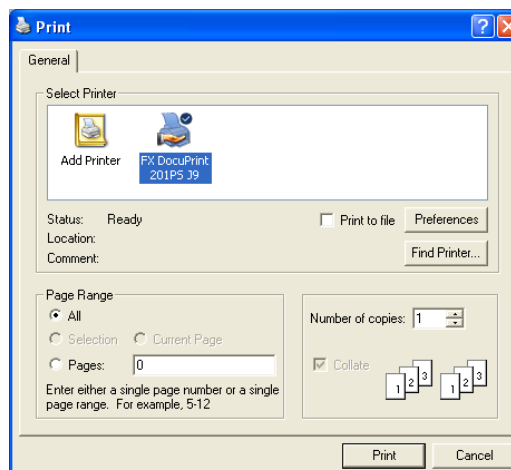 Print
General
Select Printer
Add Printer
FX DocuPrint
201PS J9
Status: Ready
Print to file
Preferences
Location:
Comment:
Find Printer...
Page Range
All
Selection
Current Page
Pages: 0
Enter either a single page number or a single
page range. For example, 5-12
Number of copies: 1
Collate
1 2 3 1 2 3
Print
Cancel